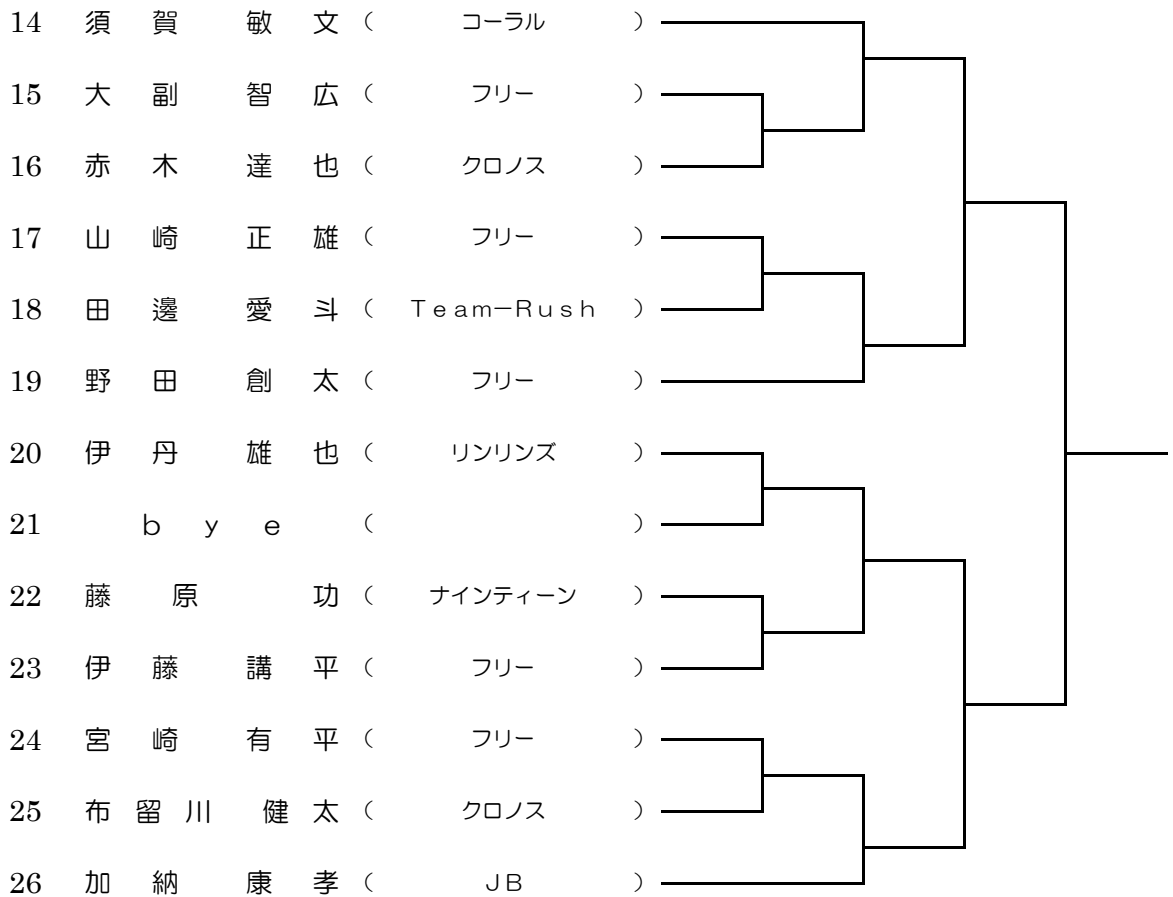 14 須賀 敏文 ( コーラル )
15 大副 智広 ( フリー )
16 赤木 達也 ( クロノス )
17 山崎 正雄 ( フリー )
18 田邊 愛斗 ( Team−Rush )
19 野田 創太 ( フリー )
20 伊丹 雄也 ( リンリンズ )
21 bye ( )
22 藤原 功 ( ナインティーン )
23 伊藤 講平 ( フリー )
24 宮崎 有平 ( フリー )
25 布留川 健太 ( クロノス )
26 加納 康孝 ( JB )